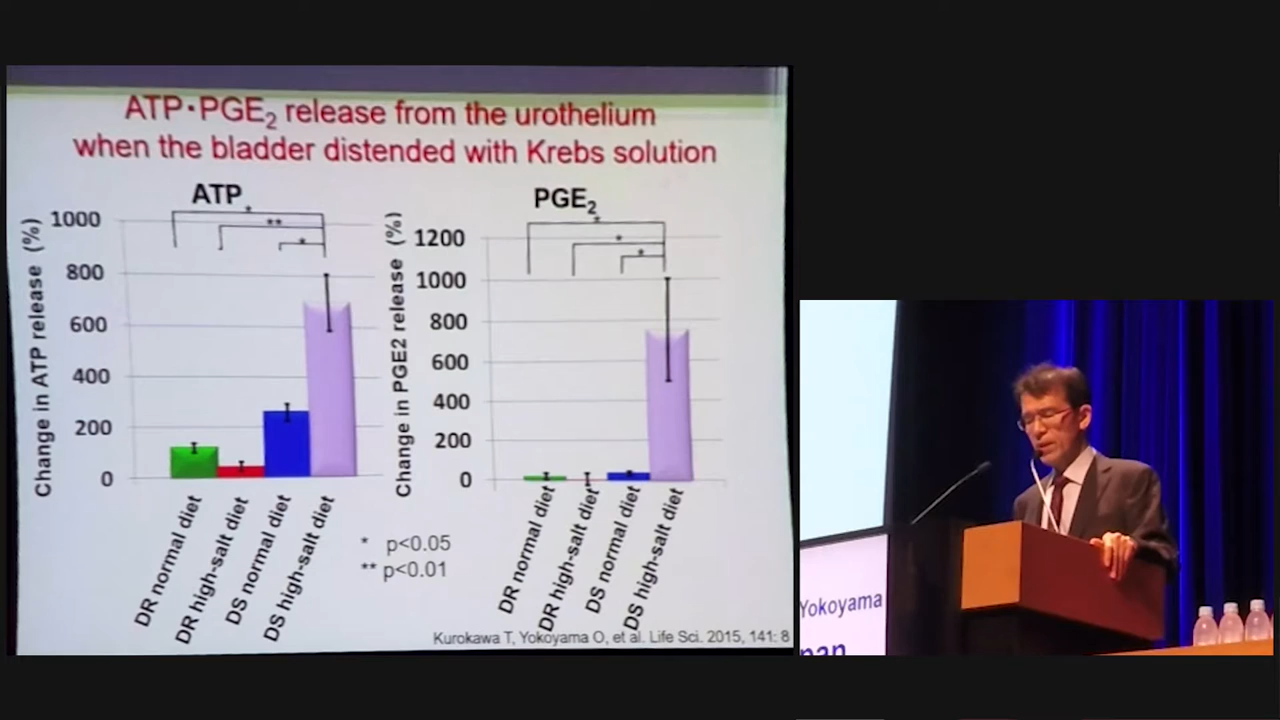 ATP・PGE2 release from the urothelium
when the bladder distended with Krebs solution
ATP
Change in ATP release (%)
1000
800
600
400
200
0
*
**
*
DR normal diet
DR high-salt diet
DS normal diet
DS high-salt diet
PGE2
Change in PGE2 release (%)
1200
1000
800
600
400
200
0
*
*
*
DR normal diet
DR high-salt diet
DS normal diet
DS high-salt diet
* p<0.05
** p<0.01
Kurokawa T, Yokoyama O, et al. Life Sci. 2015, 141: 8
Yokoyama